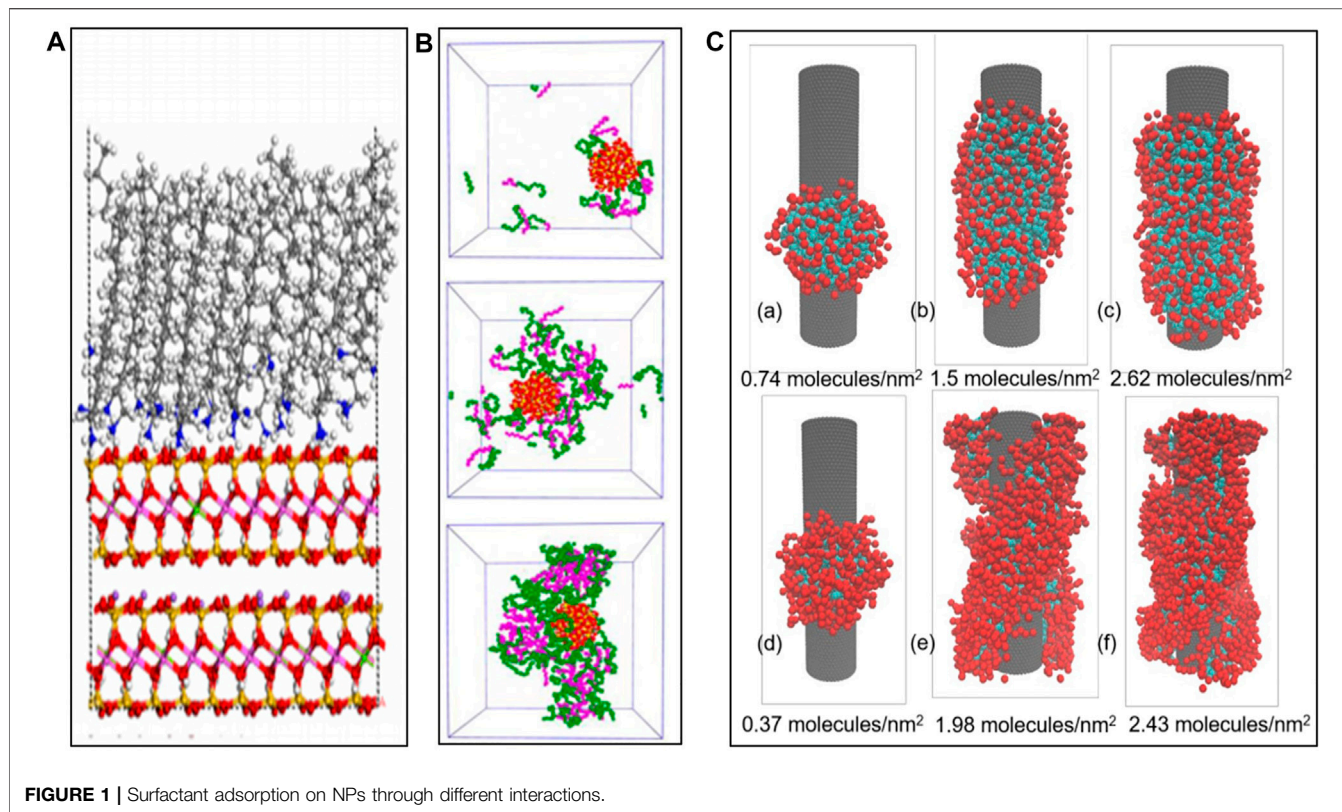 A
B
C
(a)
(b)
(c)
0.74 molecules/nm²
1.5 molecules/nm²
2.62 molecules/nm²
(d)
(e)
(f)
0.37 molecules/nm²
1.98 molecules/nm²
2.43 molecules/nm²
FIGURE 1 | Surfactant adsorption on NPs through different interactions.